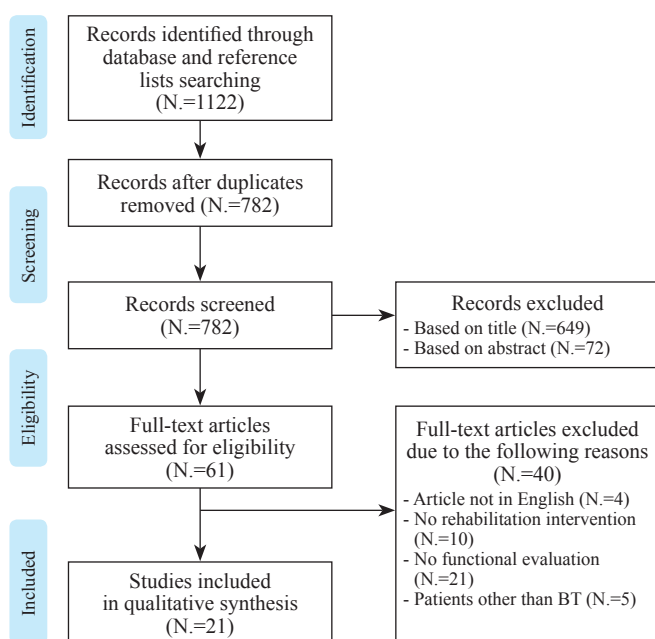 Identification
Records identified through
database and reference
lists searching
(N.=1122)
Screening
Records after duplicates
removed (N.=782)
Records screened
(N.=782)
Records excluded
- Based on title (N.=649)
- Based on abstract (N.=72)
Eligibility
Full-text articles
assessed for eligibility
(N.=61)
Full-text articles excluded
due to the following reasons
(N.=40)
- Article not in English (N.=4)
- No rehabilitation intervention
(N.=10)
- No functional evaluation
(N.=21)
- Patients other than BT (N.=5)
Included
Studies included
in qualitative synthesis
(N.=21)